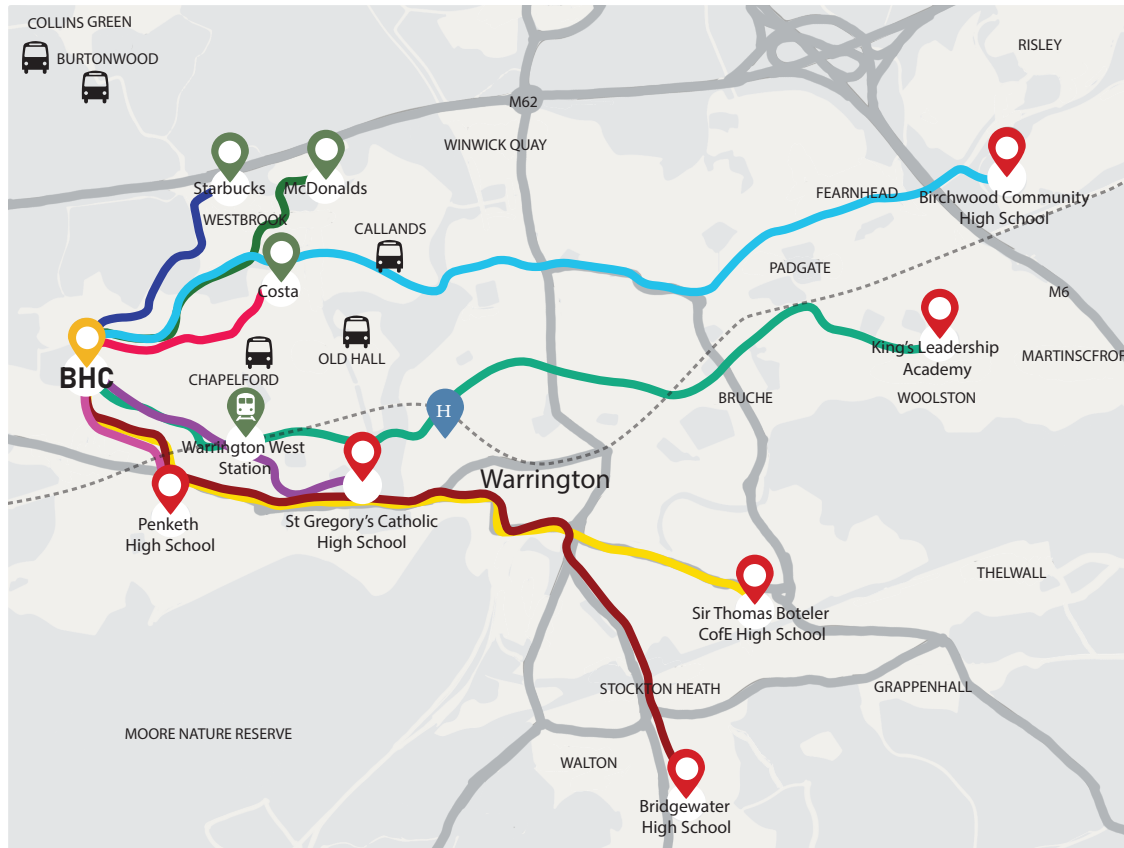 COLLINS GREEN
BURTONWOOD
RISLEY
M62
WINWICK QUAY
Starbucks
McDonalds
FEARNHEAD
Birchwood Community
High School
WESTBROOK
CALLANDS
PADGATE
Costa
M6
King's Leadership
Academy
MARTINSCROF
OLD HALL
BHC
CHAPELFORD
BRUCHE
WOOLSTON
H
Warrington West
Station
Warrington
Penketh
High School
St Gregory's Catholic
High School
THELWALL
Sir Thomas Boteler
CofE High School
STOCKTON HEATH
GRAPPENHALL
MOORE NATURE RESERVE
WALTON
Bridgewater
High School